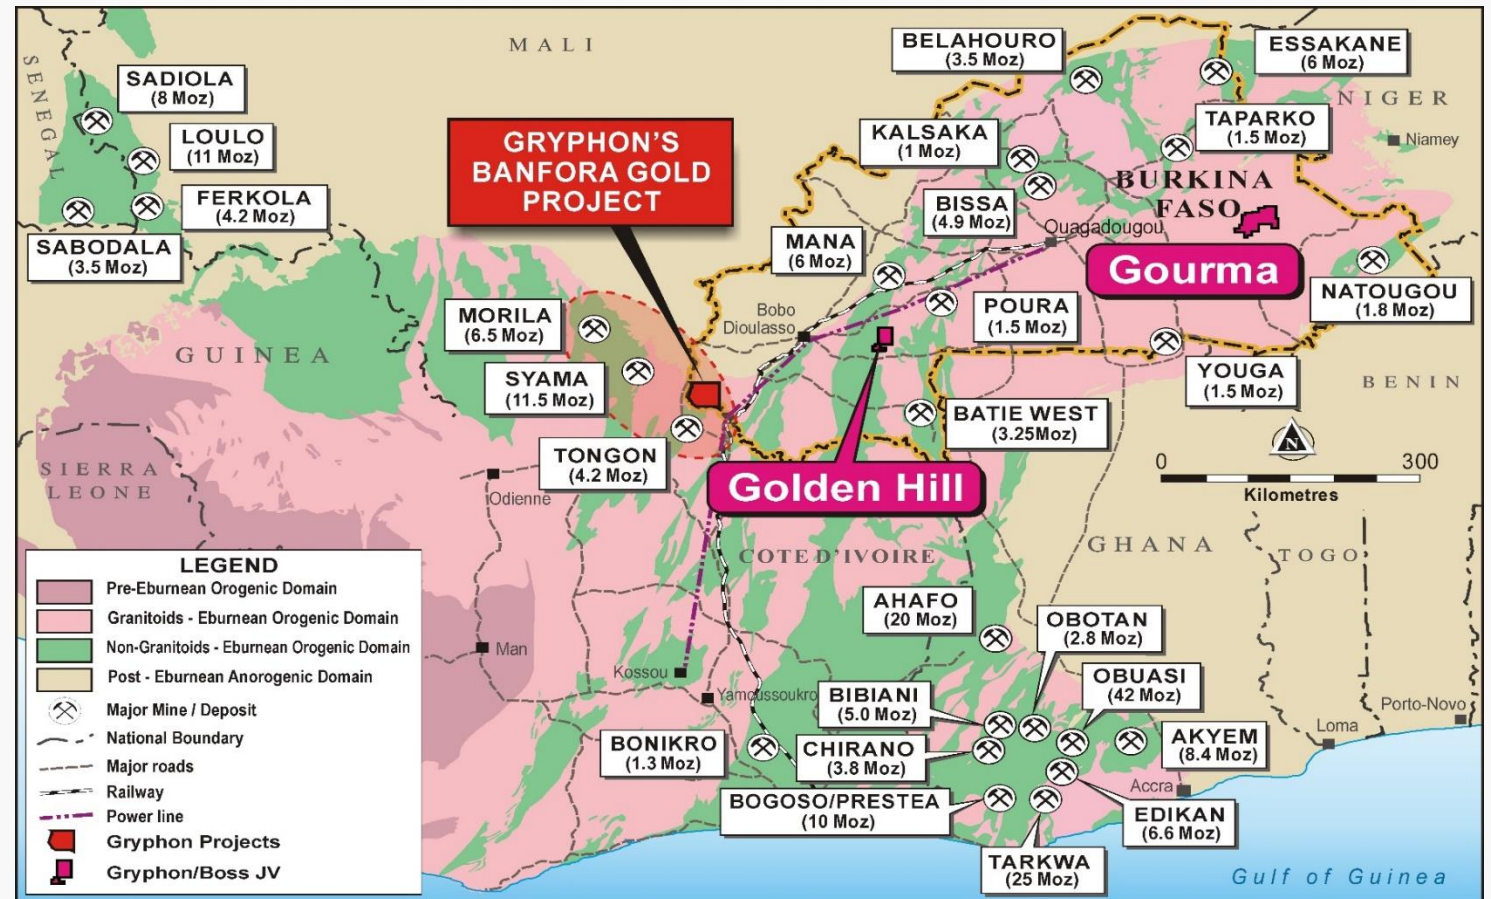 MALI
SENEGAL
SADIOLA
(8 Moz)
LOULO
(11 Moz)
FERKOLA
(4.2 Moz)
SABODALA
(3.5 Moz)
BELAHOURO
(3.5 Moz)
ESSAKANE
(6 Moz)
NIGER
Niamey
KALSAKA
(1 Moz)
TAPARKO
(1.5 Moz)
GRYPHON'S
BANFORA GOLD
PROJECT
BISSA
(4.9 Moz)
BURKINA
FASO
Ouagadougou
MANA
(6 Moz)
Gourma
NATOUGOU
(1.8 Moz)
Bobo
Dioulasso
POURA
(1.5 Moz)
MORILA
(6.5 Moz)
GUINEA
SYAMA
(11.5 Moz)
YOUGA
(1.5 Moz)
BENIN
BATIE WEST
(3.25Moz)
TONGON
(4.2 Moz)
Golden Hill
N
0 300
Kilometres
SIERRA
LEONE
Odienne
COTE D'IVOIRE
GHANA
TOGO
AHAFO
(20 Moz)
OBOTAN
(2.8 Moz)
OBUASI
(42 Moz)
BIBIANI
(5.0 Moz)
Man
Kossou
Yamoussoukro
BONIKRO
(1.3 Moz)
CHIRANO
(3.8 Moz)
AKYEM
(8.4 Moz)
BOGOSO/PRESTEA
(10 Moz)
EDIKAN
(6.6 Moz)
TARKWA
(25 Moz)
Accra
Loma
Porto-Novo
Gulf of Guinea
LEGEND
Pre-Eburnean Orogenic Domain
Granitoids - Eburnean Orogenic Domain
Non-Granitoids - Eburnean Orogenic Domain
Post - Eburnean Anorogenic Domain
Major Mine / Deposit
National Boundary
Major roads
Railway
Power line
Gryphon Projects
Gryphon/Boss JV